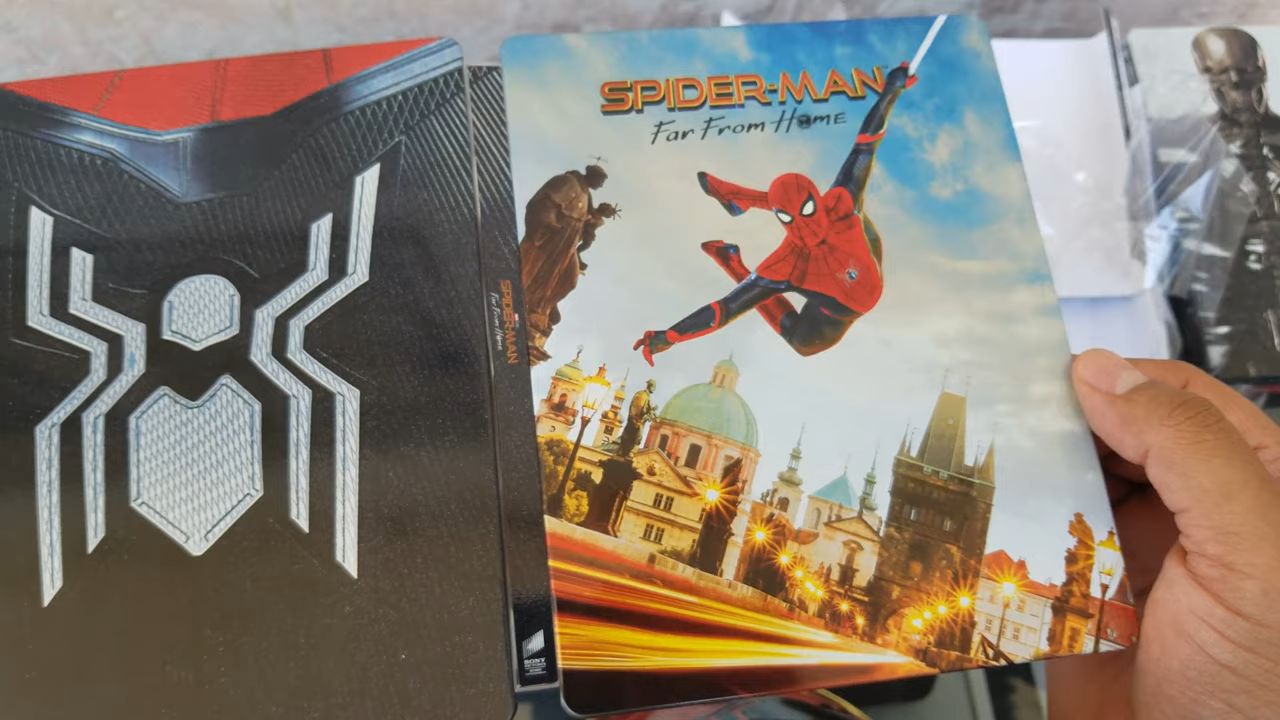 SPIDER-MAN
Far From Home
SPIDER-MAN
Far From Home
SONY